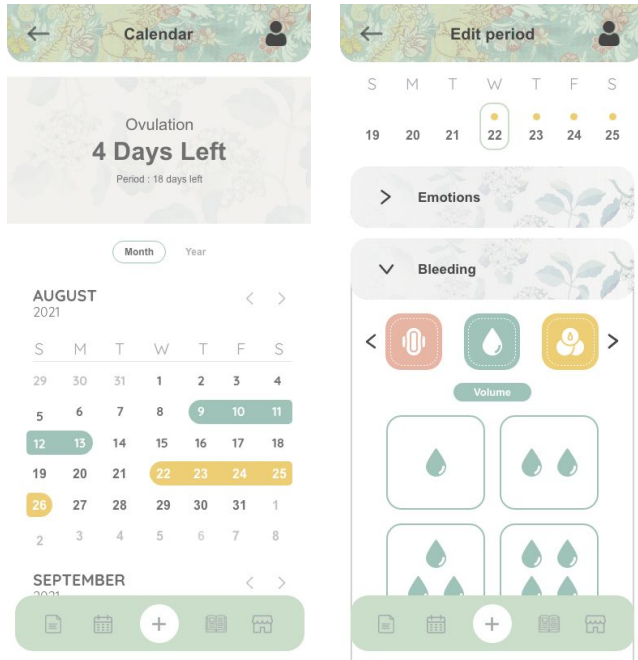 Calendar
Ovulation
4 Days Left
Period : 18 days left
Month Year
AUGUST
2021
S M T W T F S
29 30 31 1 2 3 4
5 6 7 8 9 10 11
12 13 14 15 16 17 18
19 20 21 22 23 24 25
26 27 28 29 30 31 1
2 3 4 5 6 7 8
SEPTEMBER
2021
Edit period
S M T W T F S
19 20 21 22 23 24 25
Emotions
Bleeding
Volume